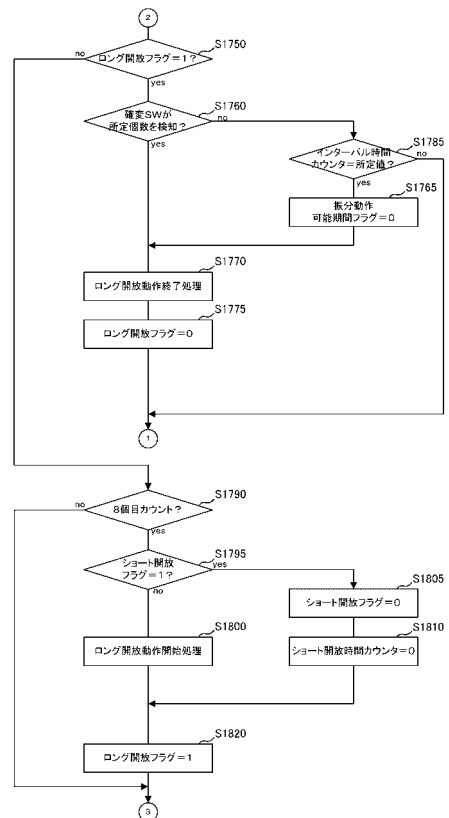 2
S1750
ロング開放フラグ=1?
no
yes
S1760
確変SWが
所定個数を検知?
no
yes
S1785
インターバル時間
カウンタ=所定値?
no
yes
S1765
振分動作
可能期間フラグ=0
S1770
ロング開放動作終了処理
S1775
ロング開放フラグ=0
1
S1790
8個目カウント?
no
yes
S1795
ショート開放
フラグ=1?
yes
no
S1805
ショート開放フラグ=0
S1800
ロング開放動作開始処理
S1810
ショート開放時間カウンタ=0
S1820
ロング開放フラグ=1
3